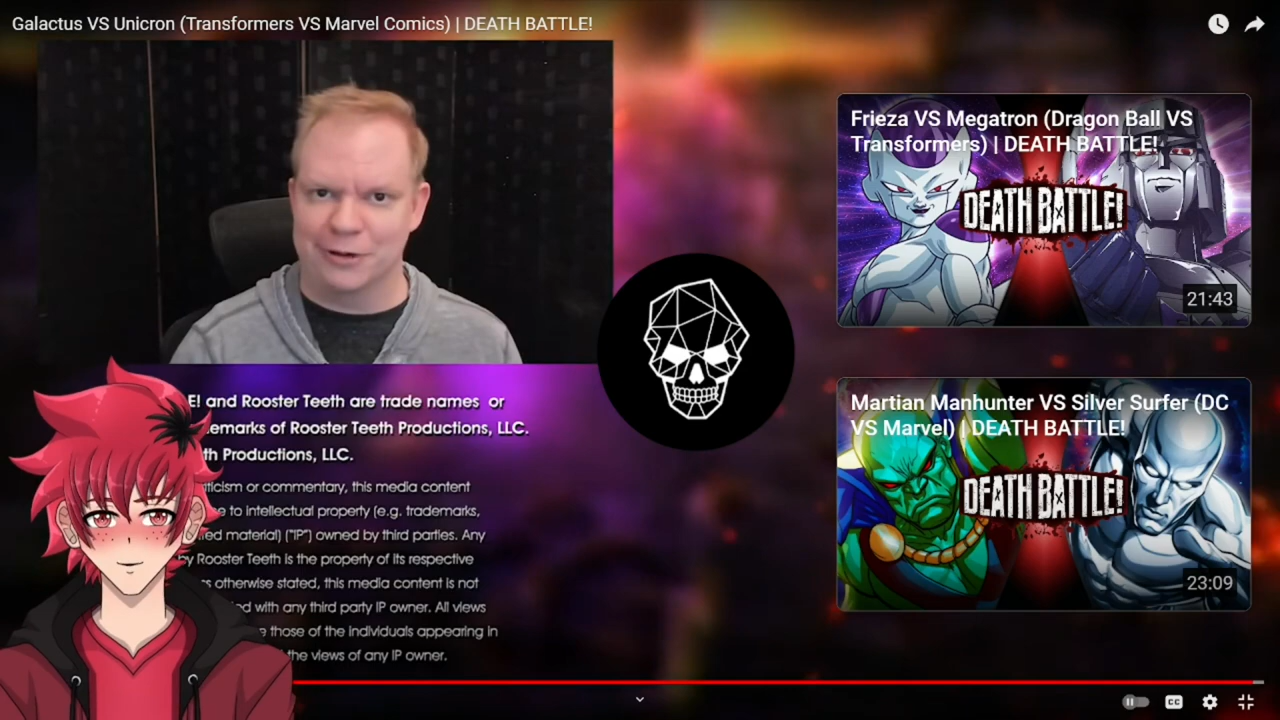 Galactus VS Unicron (Transformers VS Marvel Comics) | DEATH BATTLE!
Frieza VS Megatron (Dragon Ball VS
Transformers) | DEATH BATTLE!
DEATH BATTLE!
21:43
E! and Rooster Teeth are trade names or
of Rooster Teeth Productions, LLC.
Productions, LLC.
or commentary, this media content
to intellectual property (e.g. trademarks,
material) ("IP") owned by third parties. Any
by Rooster Teeth is the property of its respective
otherwise stated, this media content is not
with any third party IP owner. All views
those of the individuals appearing in
the views of any IP owner.
Martian Manhunter VS Silver Surfer (DC
VS Marvel) | DEATH BATTLE!
DEATH BATTLE!
23:09
CC